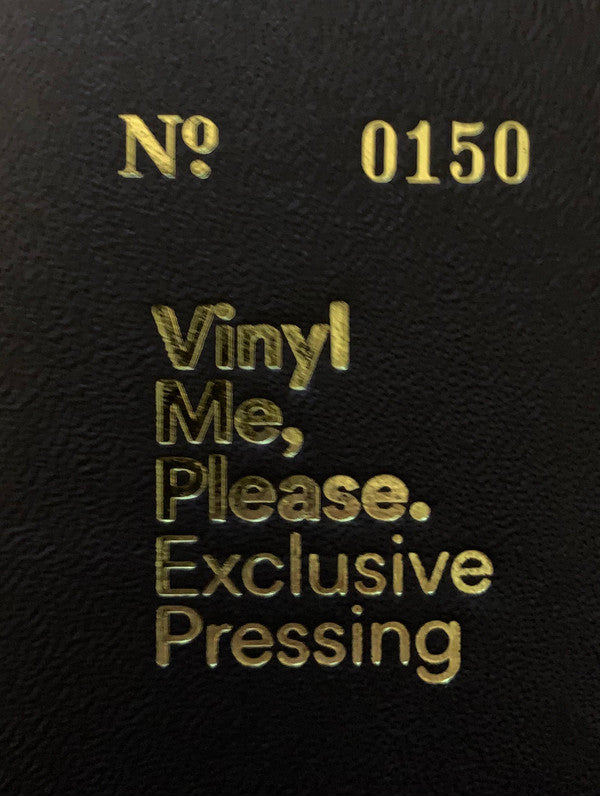 Nº. 0150
Vinyl
Me,
Please.
Exclusive
Pressing